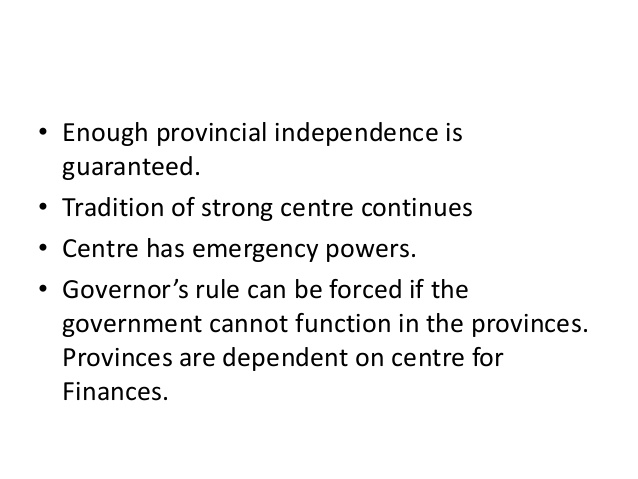 • Enough provincial independence is
guaranteed.
• Tradition of strong centre continues
• Centre has emergency powers.
• Governor’s rule can be forced if the
government cannot function in the provinces.
Provinces are dependent on centre for
Finances.